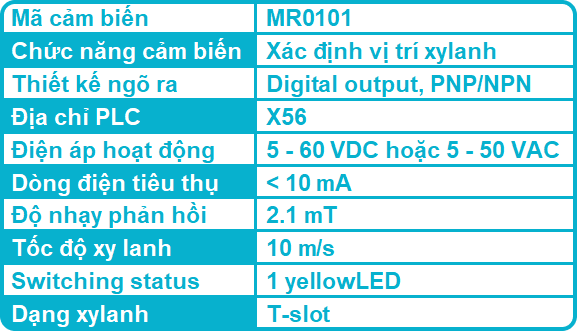 Mã cảm biến MR0101
Chức năng cảm biến Xác định vị trí xylanh
Thiết kế ngõ ra Digital output, PNP/NPN
Địa chỉ PLC X56
Điện áp hoạt động 5 - 60 VDC hoặc 5 - 50 VAC
Dòng điện tiêu thụ < 10 mA
Độ nhạy phản hồi 2.1 mT
Tốc độ xy lanh 10 m/s
Switching status 1 yellowLED
Dạng xylanh T-slot